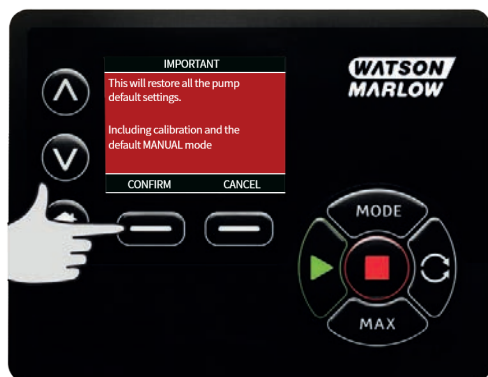 IMPORTANT
This will restore all the pump
default settings.
Including calibration and the
default MANUAL mode
CONFIRM CANCEL
WATSON
MARLOW
MODE
MAX